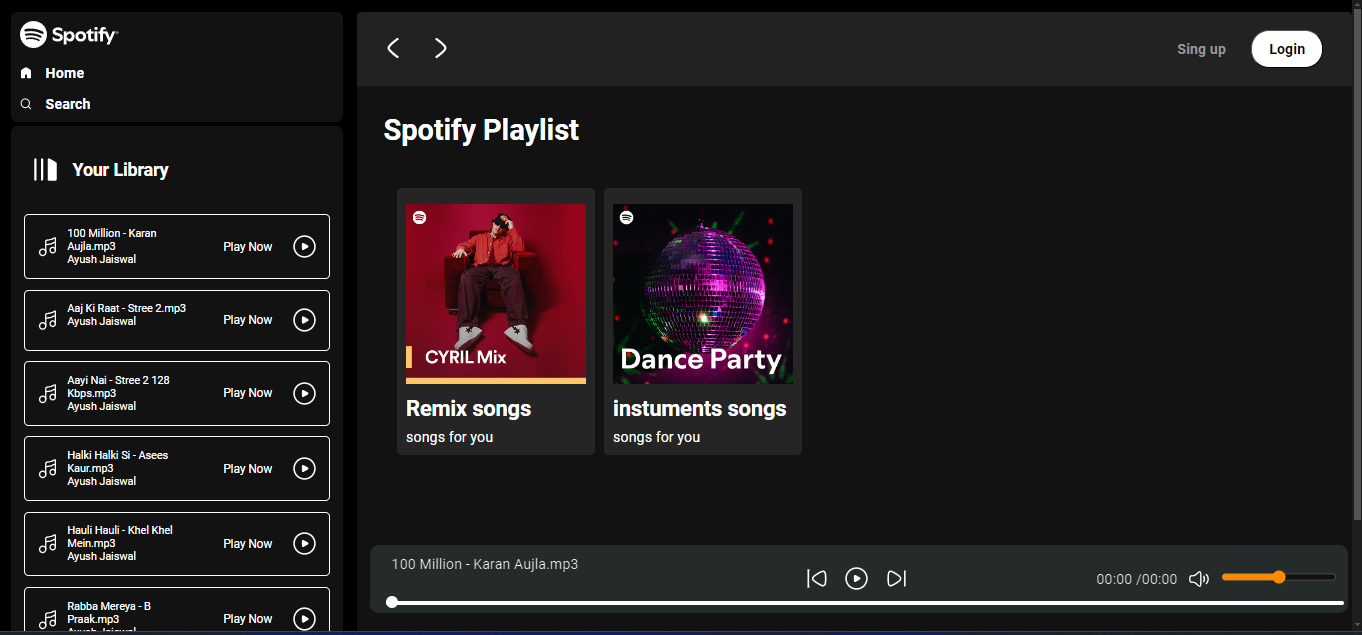 Spotify
Home
Search
Your Library
100 Million - Karan
Aujla.mp3
Ayush Jaiswal
Play Now
Aaj Ki Raat - Stree 2.mp3
Ayush Jaiswal
Play Now
Aayi Nai - Stree 2 128
Kbps.mp3
Ayush Jaiswal
Play Now
Halki Halki Si - Asees
Kaur.mp3
Ayush Jaiswal
Play Now
Hauli Hauli - Khel Khel
Mein.mp3
Ayush Jaiswal
Play Now
Rabba Mereya - B
Praak.mp3
Ayush Jaiswal
Play Now
Sing up
Login
Spotify Playlist
CYRIL Mix
Remix songs
songs for you
Dance Party
instuments songs
songs for you
100 Million - Karan Aujla.mp3
00:00 /00:00